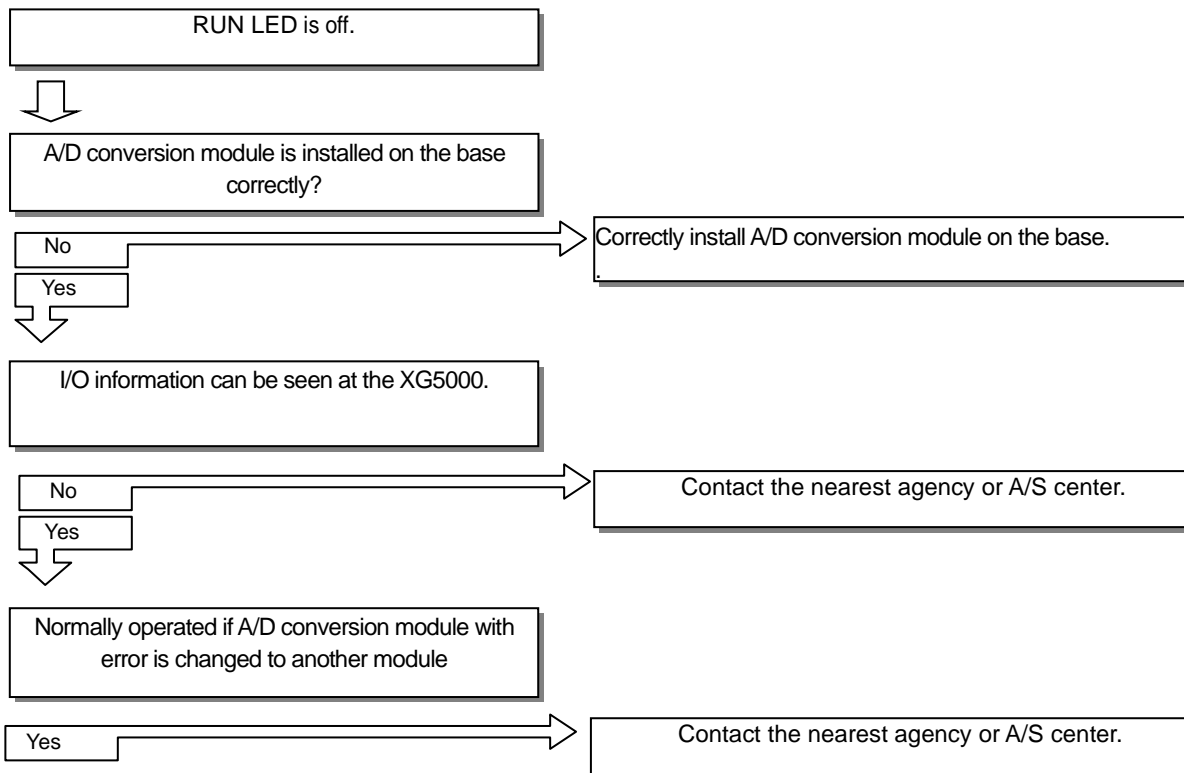 RUN LED is off.
A/D conversion module is installed on the base
correctly?
No
Correctly install A/D conversion module on the base.
.
Yes
I/O information can be seen at the XG5000.
No
Contact the nearest agency or A/S center.
Yes
Normally operated if A/D conversion module with
error is changed to another module
Yes
Contact the nearest agency or A/S center.